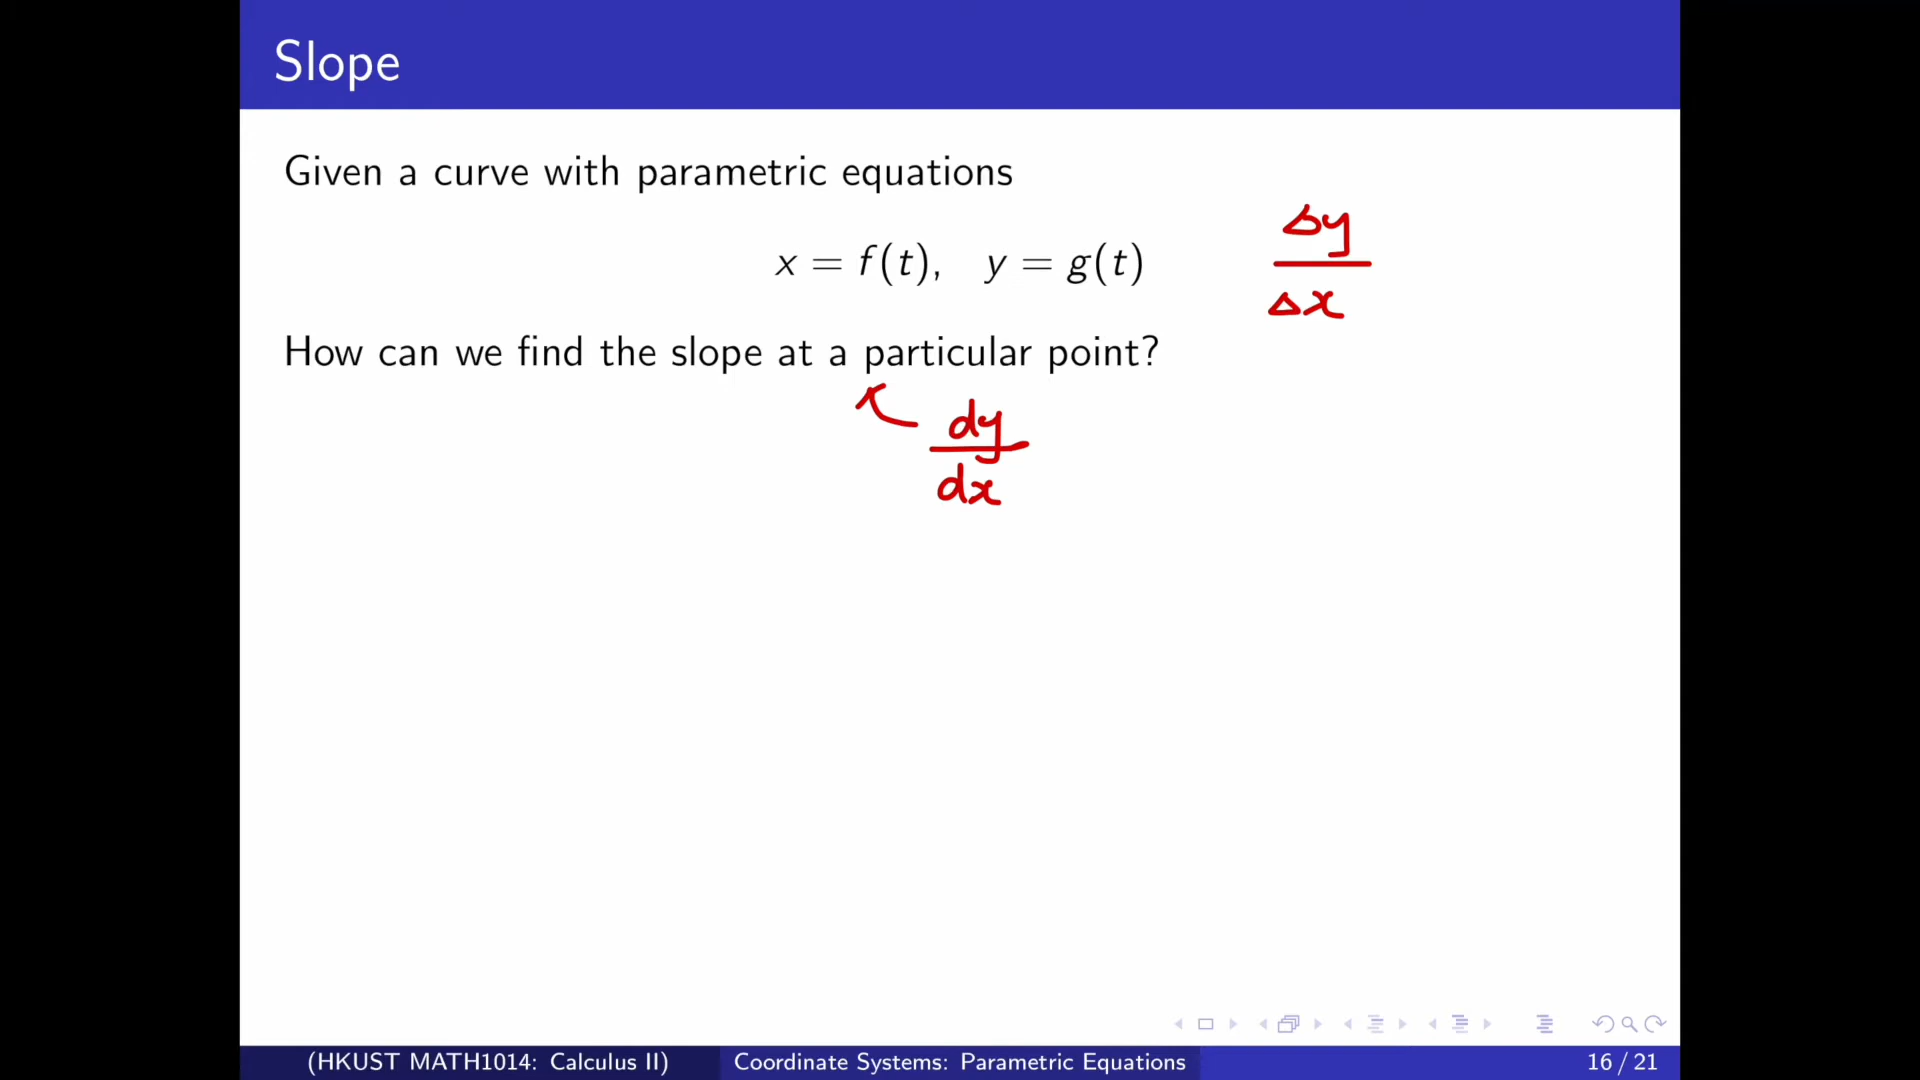 Slope
Given a curve with parametric equations
x = f(t),   y = g(t)
Δy
Δx
How can we find the slope at a particular point?
dy
dx
(HKUST MATH1014: Calculus II)
Coordinate Systems: Parametric Equations
16 / 21